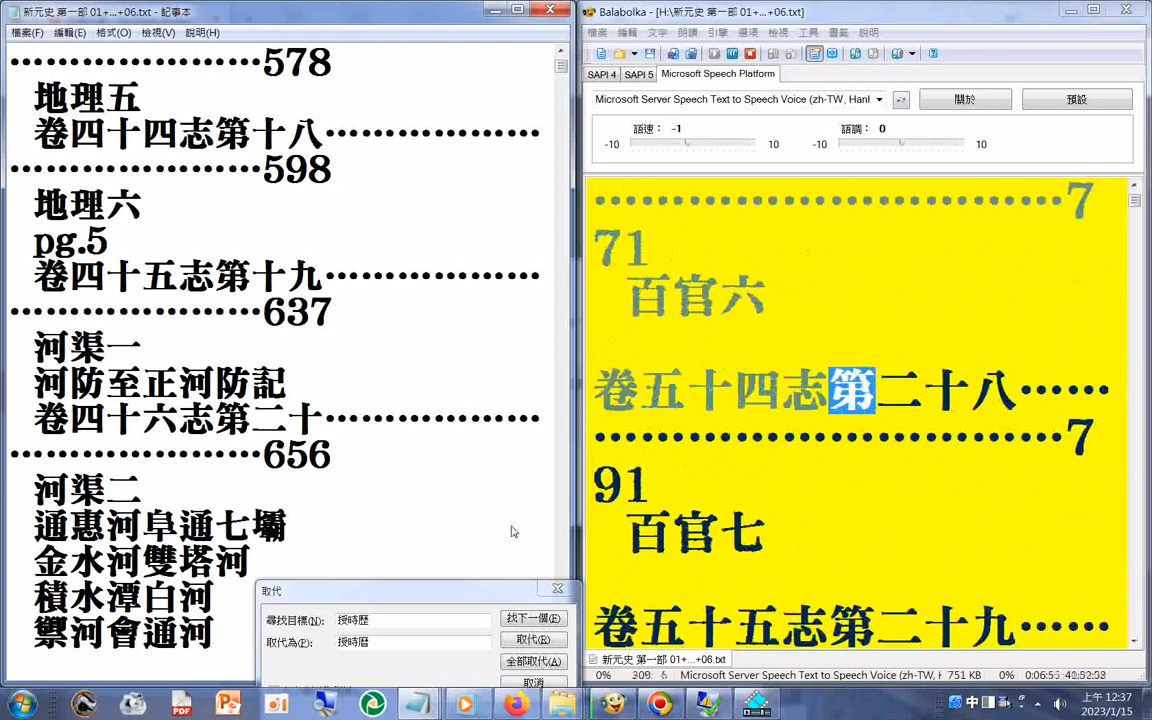 新元史 第一部 01+...+06.txt - 記事本
檔案(F) 編輯(E) 格式(O) 檢視(V) 說明(H)
…………………578
地理五
卷四十四志第十八………………
…………………598
地理六
pg.5
卷四十五志第十九………………
…………………637
河渠一
河防至正河防記
卷四十六志第二十………………
…………………656
河渠二
通惠河阜通七壩
金水河雙塔河
積水潭白河
禦河會通河
取代
尋找目標(N): 授時歷
找下一個(E)
取代為(P): 授時曆
取代(R)
全部取代(A)
取消
Balabolka - [H:\新元史 第一部 01+...+06.txt]
檔案 編輯 文字 朗讀 引擎 選項 檢視 工具 書籤 說明
SAPI 4 SAPI 5 Microsoft Speech Platform
Microsoft Server Speech Text to Speech Voice (zh-TW, Hanl
關於
預設
語速: -1
語調: 0
-10 10 -10 10
……………………………7
71
百官六
卷五十四志第二十八……
……………………………7
91
百官七
卷五十五志第二十九……
新元史 第一部 01+...+06.txt
0% 308: 6 Microsoft Server Speech Text to Speech Voice (zh-TW, H 751 KB 0%
中
上午 12:37
2023/1/15